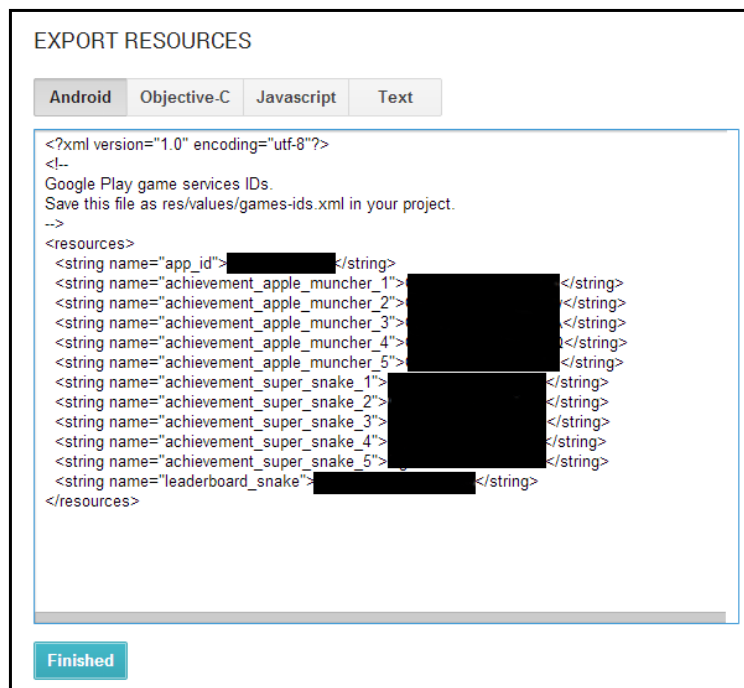 EXPORT RESOURCES
Android Objective-C Javascript Text
<?xml version="1.0" encoding="utf-8"?>
<!--
Google Play game services IDs.
Save this file as res/values/games-ids.xml in your project.
-->
<resources>
<string name="app_id"></string>
<string name="achievement_apple_muncher_1"></string>
<string name="achievement_apple_muncher_2"></string>
<string name="achievement_apple_muncher_3"></string>
<string name="achievement_apple_muncher_4">Q</string>
<string name="achievement_apple_muncher_5"></string>
<string name="achievement_super_snake_1"></string>
<string name="achievement_super_snake_2"></string>
<string name="achievement_super_snake_3"></string>
<string name="achievement_super_snake_4"></string>
<string name="achievement_super_snake_5"></string>
<string name="leaderboard_snake"></string>
</resources>
Finished